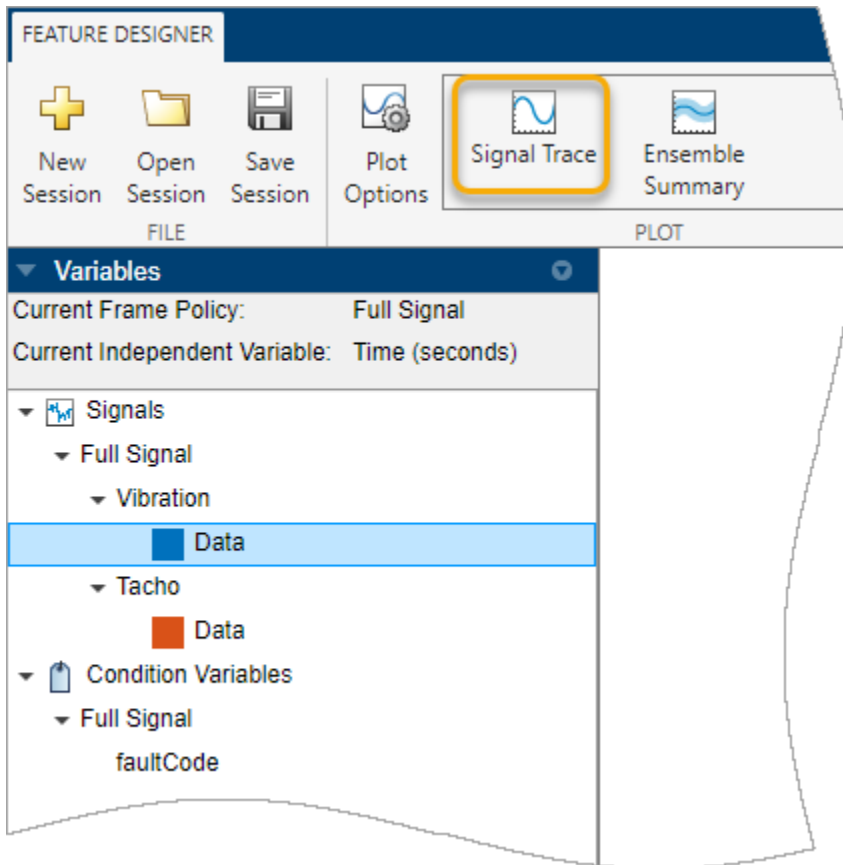 FEATURE DESIGNER
New Session
Open Session
Save Session
Plot Options
Signal Trace
Ensemble Summary
FILE
PLOT
Variables
Current Frame Policy: Full Signal
Current Independent Variable: Time (seconds)
Signals
Full Signal
Vibration
Data
Tacho
Data
Condition Variables
Full Signal
faultCode